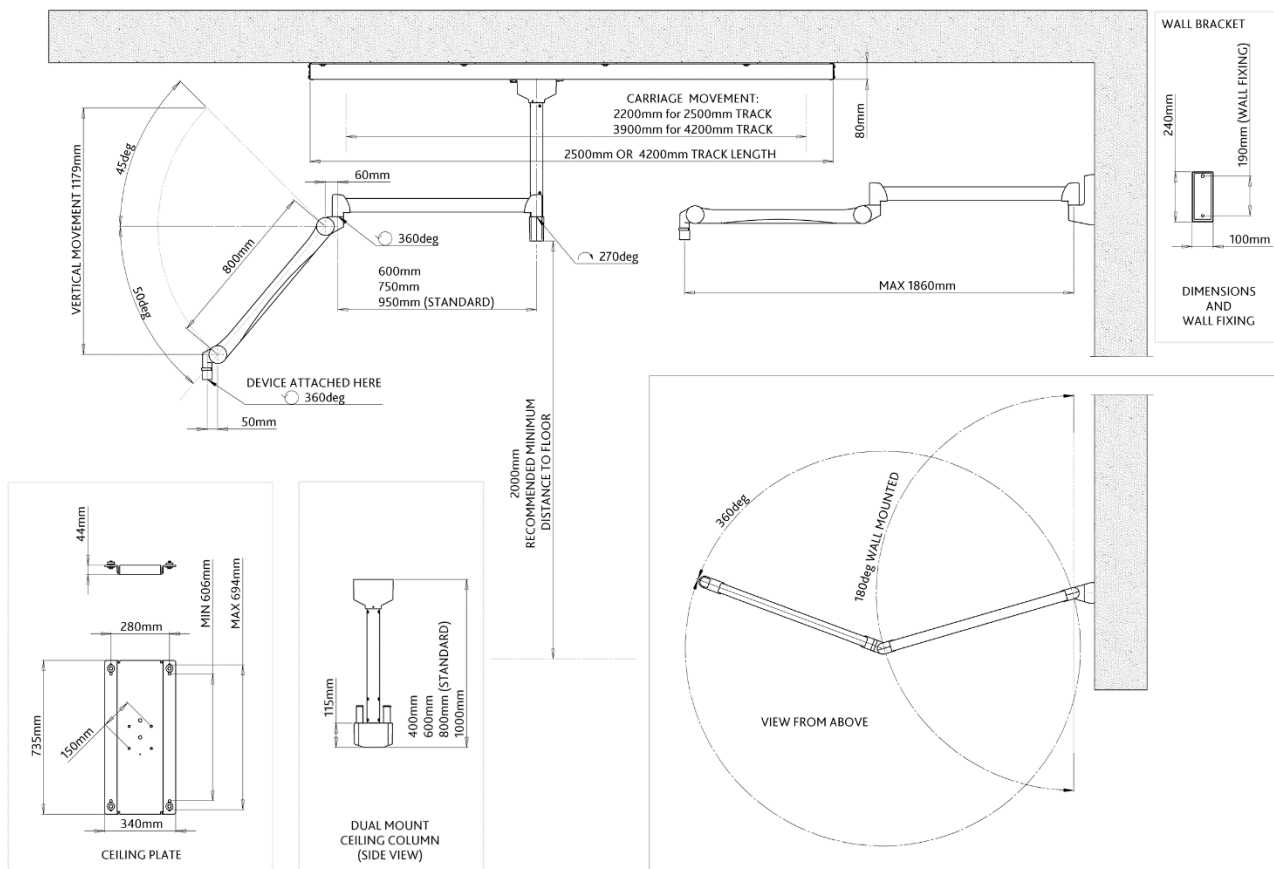 WALL BRACKET
240mm
190mm (WALL FIXING)
100mm
DIMENSIONS
AND
WALL FIXING
CARRIAGE MOVEMENT:
2200mm for 2500mm TRACK
3900mm for 4200mm TRACK
80mm
2500mm OR 4200mm TRACK LENGTH
45deg
VERTICAL MOVEMENT 1179mm
60mm
800mm
360deg
270deg
600mm
750mm
950mm (STANDARD)
MAX 1860mm
50deg
DEVICE ATTACHED HERE
360deg
50mm
2000mm
RECOMMENDED MINIMUM
DISTANCE TO FLOOR
44mm
280mm
MIN 606mm
MAX 694mm
735mm
150mm
340mm
CEILING PLATE
115mm
400mm
600mm
800mm (STANDARD)
1000mm
DUAL MOUNT
CEILING COLUMN
(SIDE VIEW)
360deg
180deg WALL MOUNTED
VIEW FROM ABOVE